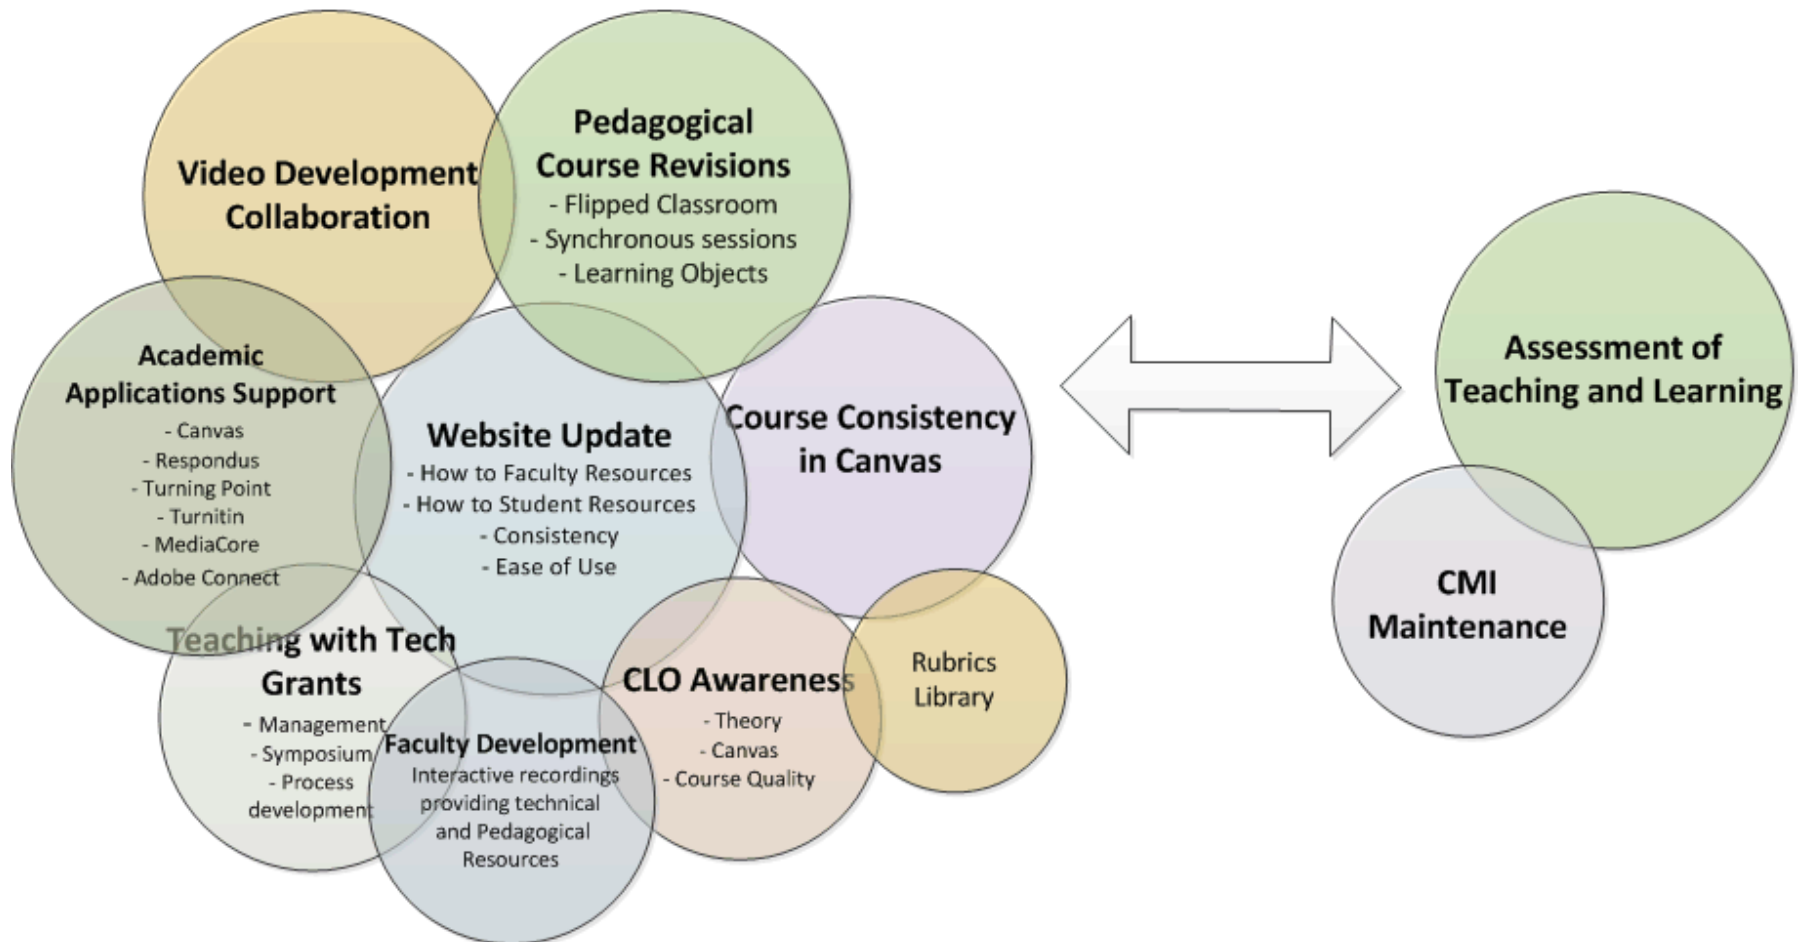 Video Development
Collaboration
Pedagogical
Course Revisions
- Flipped Classroom
- Synchronous sessions
- Learning Objects
Academic
Applications Support
- Canvas
- Respondus
- Turning Point
- Turnitin
- MediaCore
- Adobe Connect
Website Update
- How to Faculty Resources
- How to Student Resources
- Consistency
- Ease of Use
Course Consistency
in Canvas
Teaching with Tech
Grants
- Management
- Symposium
- Process
development
Faculty Development
Interactive recordings
providing technical
and Pedagogical
Resources
CLO Awareness
- Theory
- Canvas
- Course Quality
Rubrics
Library
Assessment of
Teaching and Learning
CMI
Maintenance